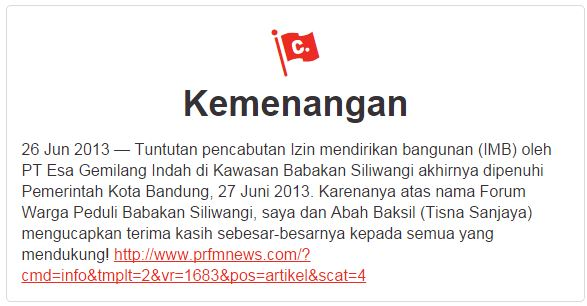 c.
Kemenangan
26 Jun 2013 — Tuntutan pencabutan Izin mendirikan bangunan (IMB) oleh
PT Esa Gemilang Indah di Kawasan Babakan Siliwangi akhirnya dipenuhi
Pemerintah Kota Bandung, 27 Juni 2013. Karenanya atas nama Forum
Warga Peduli Babakan Siliwangi, saya dan Abah Baksil (Tisna Sanjaya)
mengucapkan terima kasih sebesar-besarnya kepada semua yang
mendukung! http://www.prfmnews.com/?
cmd=info&tmplt=2&vr=1683&pos=artikel&scat=4